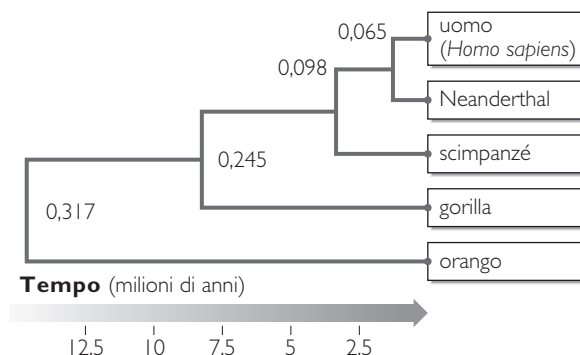 0,065
uomo
(Homo sapiens)
0,098
Neanderthal
scimpanzé
0,245
gorilla
0,317
orango
Tempo (milioni di anni)
12,5 10 7,5 5 2,5